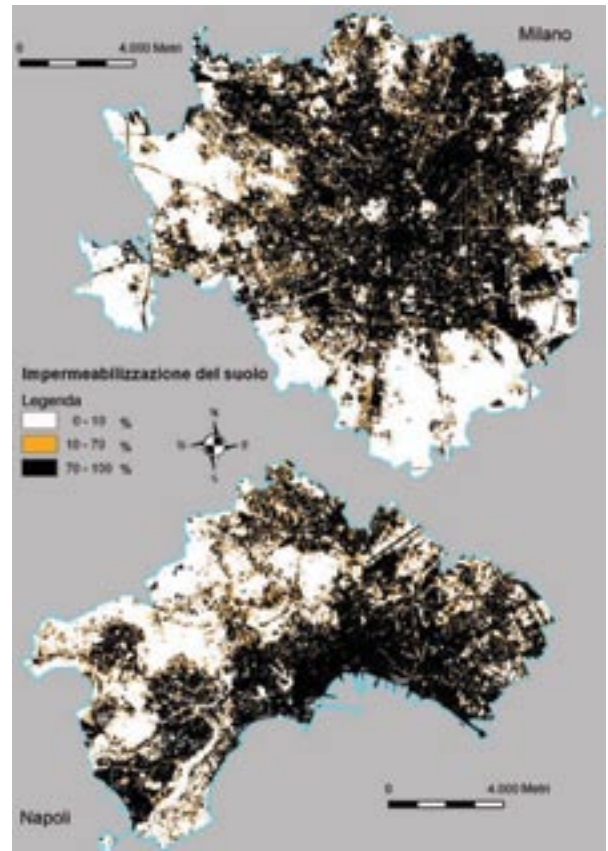 Milano
0 4.000 Metri
Impermeabilizzazione del suolo
Legenda
0 - 10 %
10 - 70 %
70 - 100 %
0 4.000 Metri
Napoli